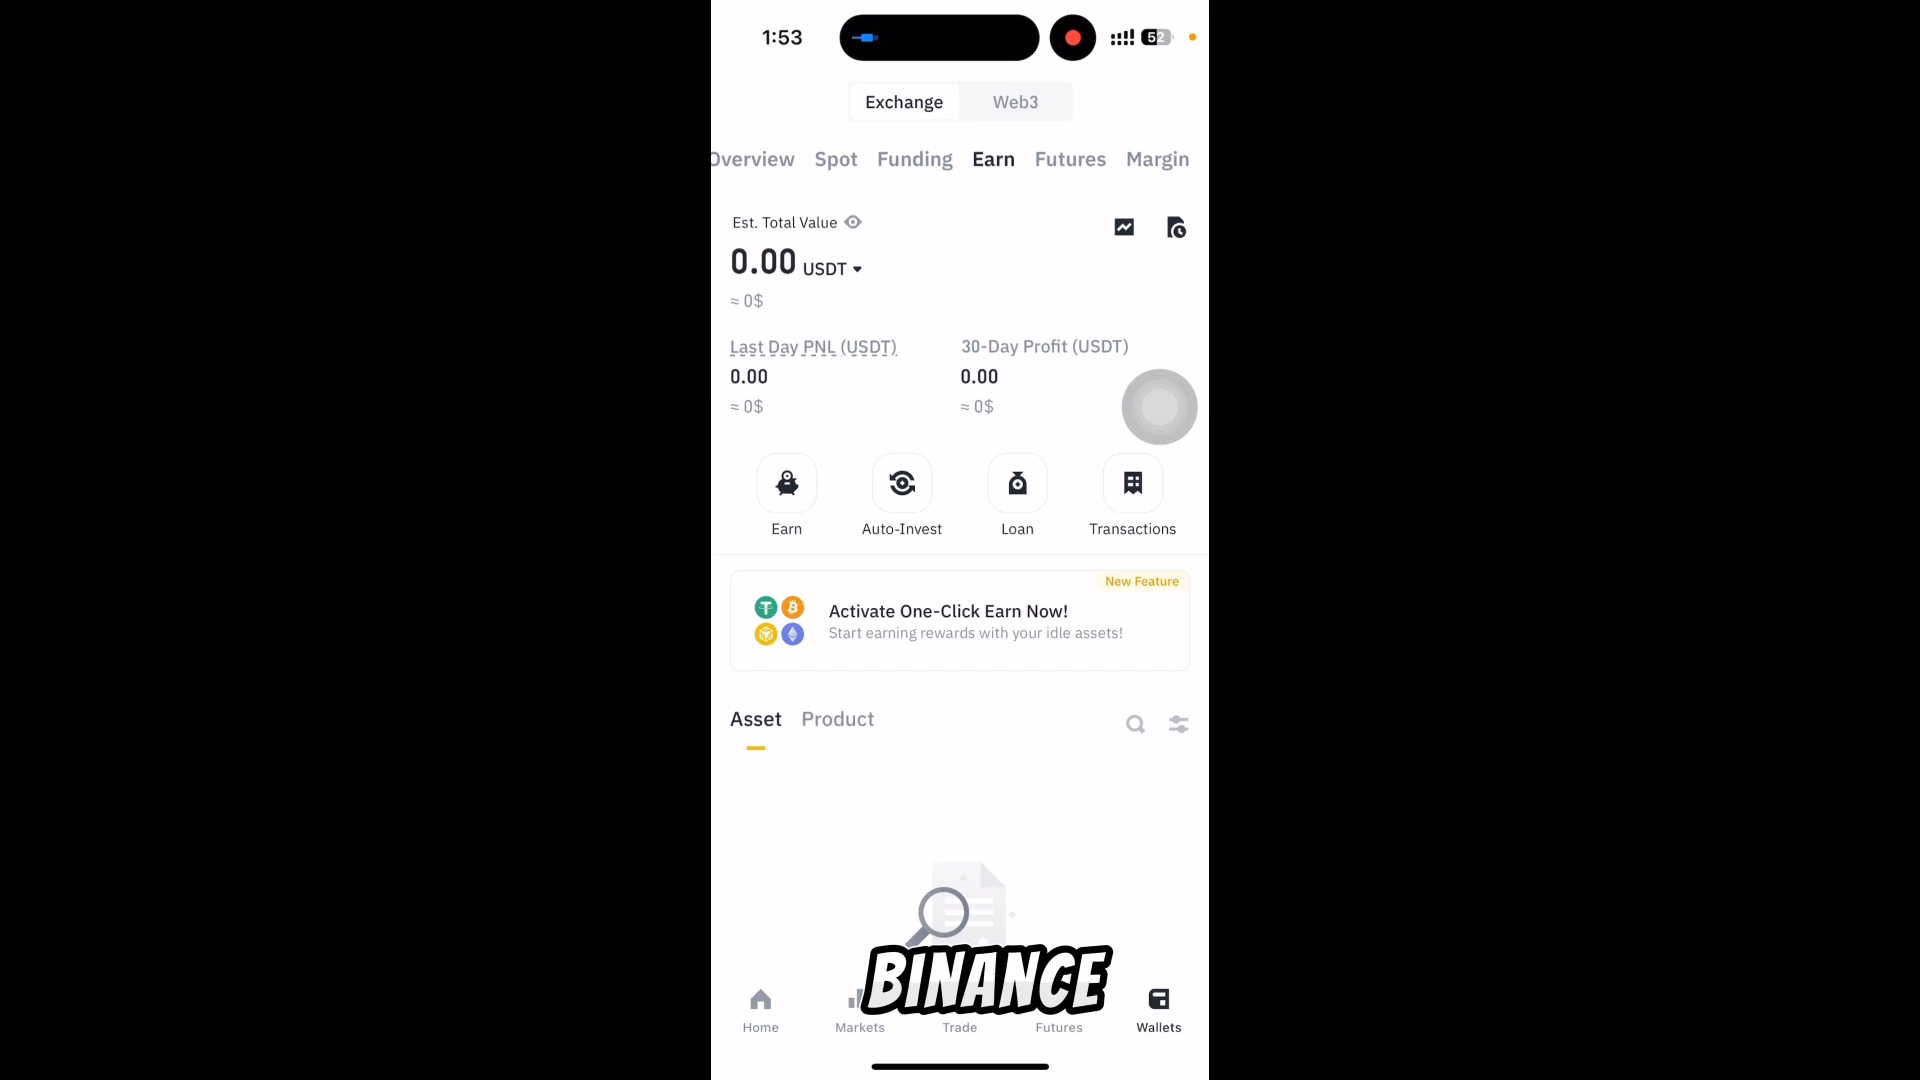 1:53
52
Exchange Web3
Overview Spot Funding Earn Futures Margin
Est. Total Value
0.00 USDT
≈ 0$
Last Day PNL (USDT) 30-Day Profit (USDT)
0.00 0.00
≈ 0$ ≈ 0$
Earn Auto-Invest Loan Transactions
New Feature
Activate One-Click Earn Now!
Start earning rewards with your idle assets!
Asset Product
BINANCE
Home Markets Trade Futures Wallets